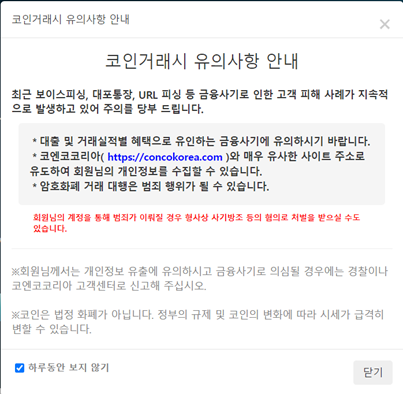 코인거래시 유의사항 안내
×
코인거래시 유의사항 안내
최근 보이스피싱, 대포통장, URL 피싱 등 금융사기로 인한 고객 피해 사례가 지속적
으로 발생하고 있어 주의를 당부 드립니다.
* 대출 및 거래실적별 혜택으로 유인하는 금융사기에 유의하시기 바랍니다.
* 코엔코코리아( https://concokorea.com )와 매우 유사한 사이트 주소로
유도하여 회원님의 개인정보를 수집할 수 있습니다.
* 암호화폐 거래 대행은 범죄 행위가 될 수 있습니다.
회원님의 계정을 통해 범죄가 이뤄질 경우 형사상 사기방조 등의 혐의로 처벌을 받으실 수도
있습니다.
※회원님께서는 개인정보 유출에 유의하시고 금융사기로 의심될 경우에는 경찰이나
코엔코코리아 고객센터로 신고해 주십시오.
※코인은 법정 화폐가 아닙니다. 정부의 규제 및 코인의 변화에 따라 시세가 급격히
변할 수 있습니다.
하루동안 보지 않기
닫기